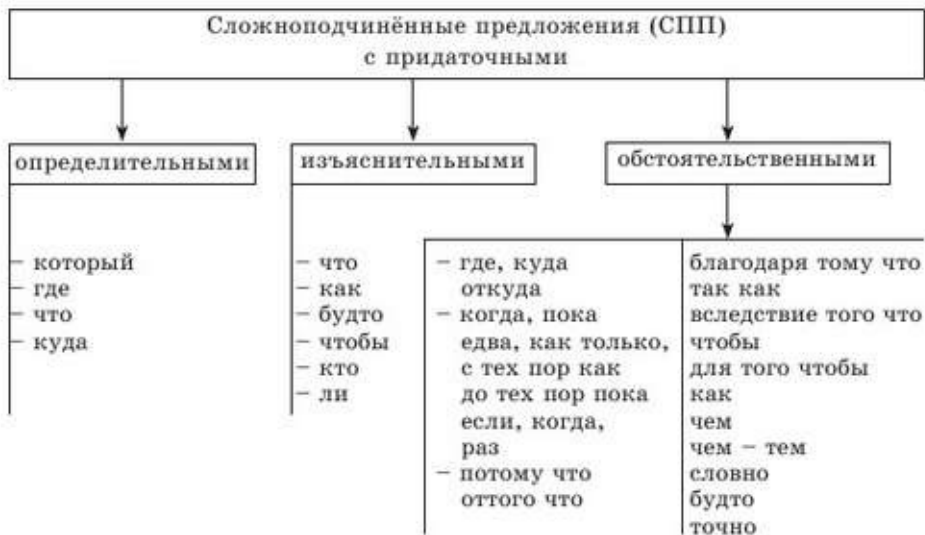 Сложноподчинённые предложения (СПП)
с придаточными
определительными
изъяснительными
обстоятельственными
– который
– где
– что
– куда
– что
– как
– будто
– чтобы
– кто
– ли
– где, куда
откуда
– когда, пока
едва, как только,
с тех пор как
до тех пор пока
если, когда,
раз
– потому что
оттого что
благодаря тому что
так как
вследствие того что
чтобы
для того чтобы
как
чем
чем – тем
словно
будто
точно